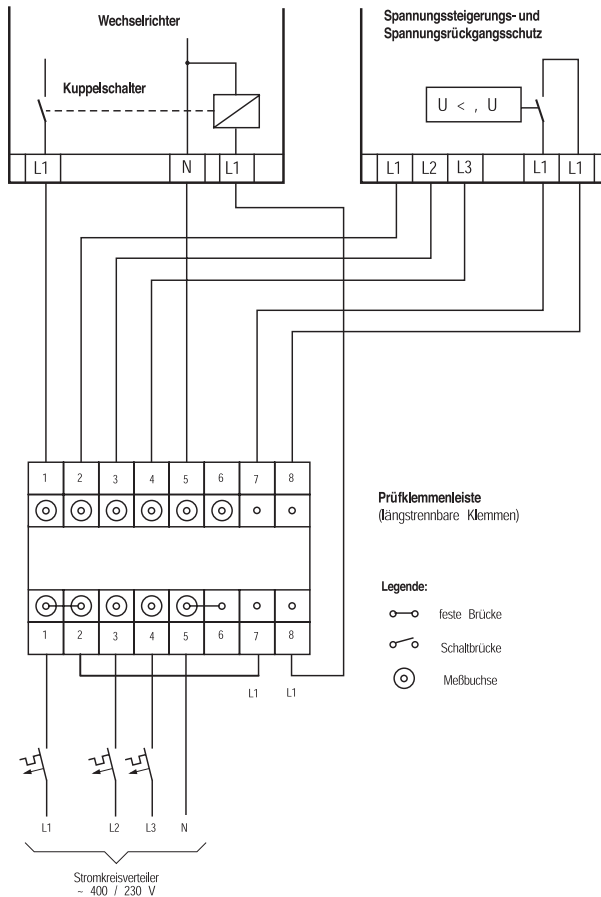 Wechselrichter
Kuppelschalter
L1 N L1
Spannungssteigerungs- und
Spannungsrückgangsschutz
U < , U
L1 L2 L3 L1 L1
1 2 3 4 5 6 7 8
Prüfklemmenleiste
(längstrennbare Klemmen)
Legende:
feste Brücke
Schaltbrücke
Meßbuchse
1 2 3 4 5 6 7 8
L1 L1
L1 L2 L3 N
Stromkreisverteiler
~ 400 / 230 V